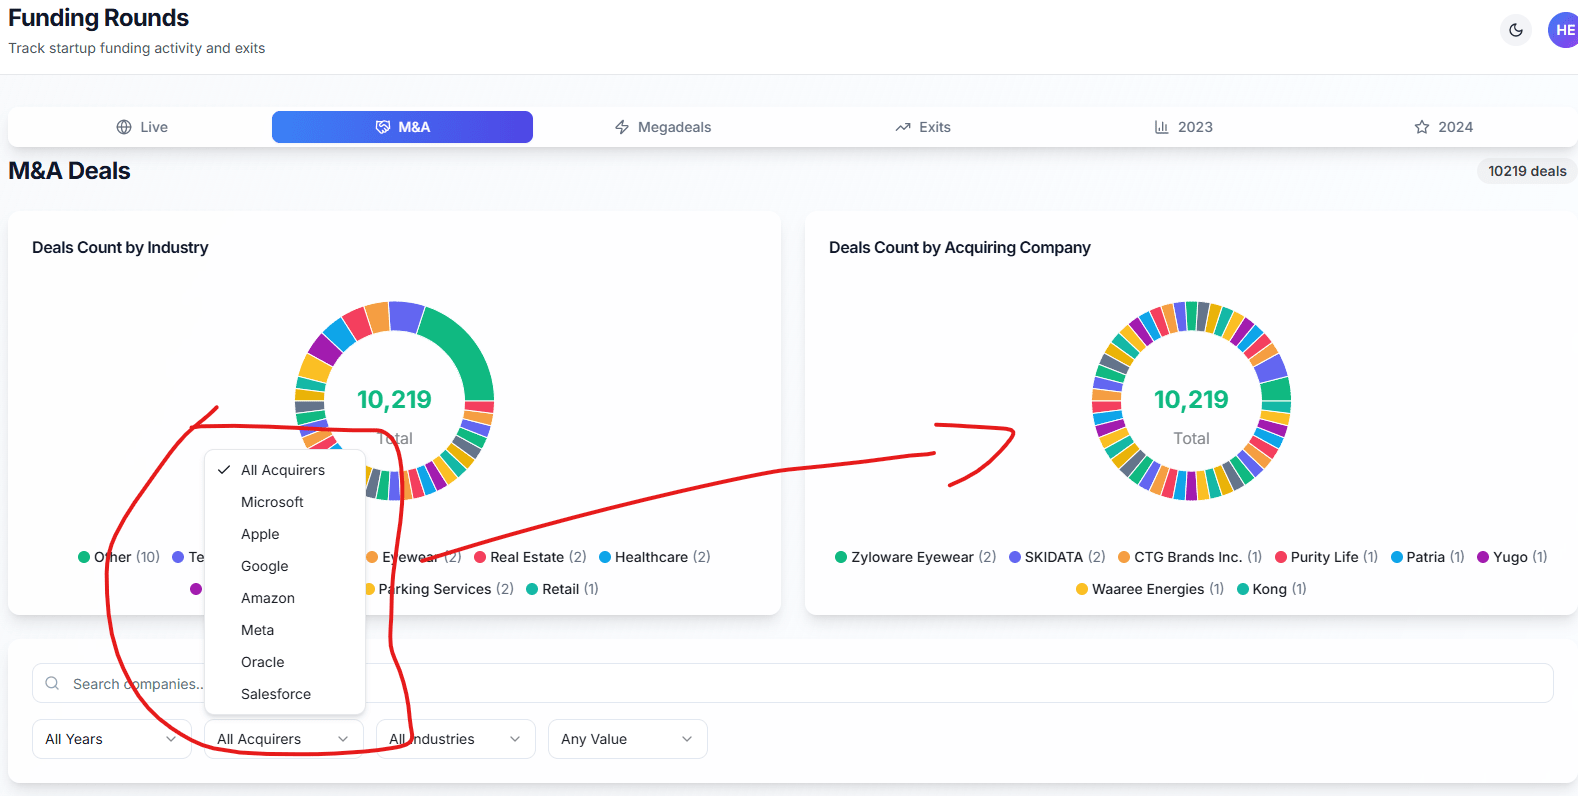 Funding Rounds
Track startup funding activity and exits
HE
Live
M&A
Megadeals
Exits
2023
2024
M&A Deals
10219 deals
Deals Count by Industry
10,219
Total
Other (10)
Eyewear (2)
Real Estate (2)
Healthcare (2)
Parking Services (2)
Retail (1)
Deals Count by Acquiring Company
10,219
Total
Zyloware Eyewear (2)
SKIDATA (2)
CTG Brands Inc. (1)
Purity Life (1)
Patria (1)
Yugo (1)
Waaree Energies (1)
Kong (1)
All Acquirers
Microsoft
Apple
Google
Amazon
Meta
Oracle
Salesforce
Search companies..
All Years
All Acquirers
All Industries
Any Value